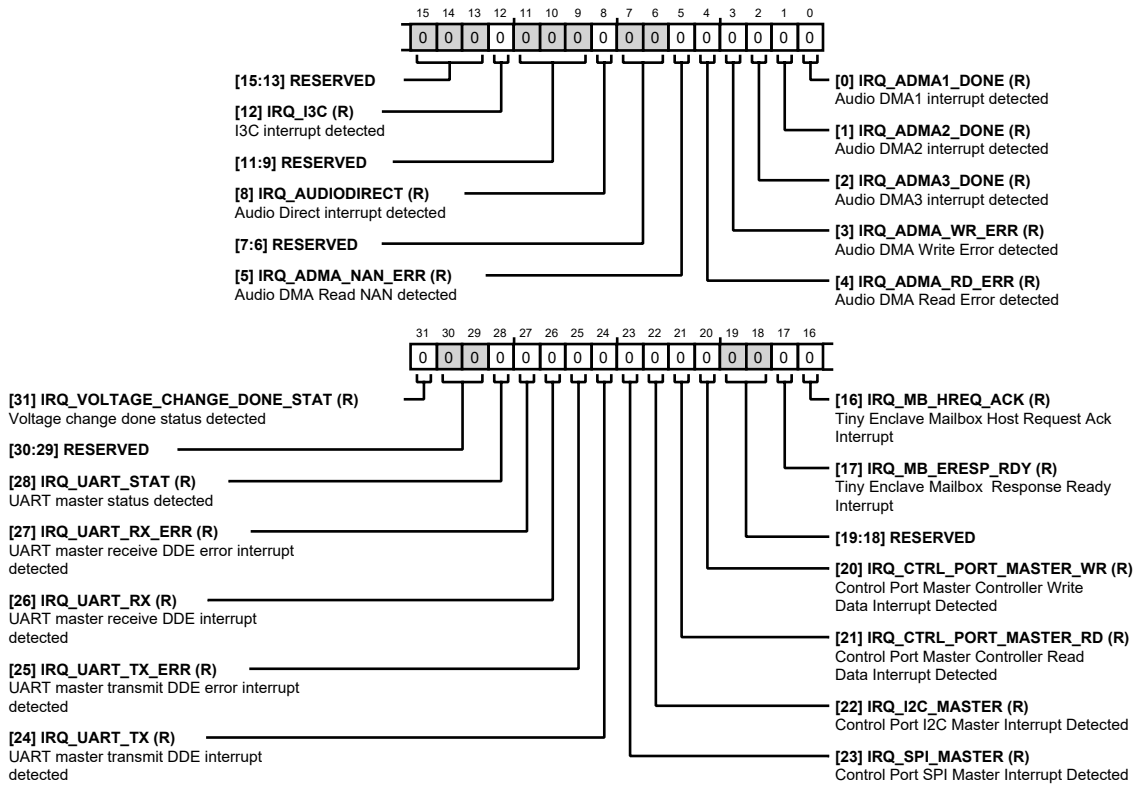 15 14 13 12 11 10 9 8 7 6 5 4 3 2 1 0
0 0 0 0 0 0 0 0 0 0 0 0 0 0 0 0
[15:13] RESERVED
[12] IRQ_I3C (R)
I3C interrupt detected
[11:9] RESERVED
[8] IRQ_AUDIODIRECT (R)
Audio Direct interrupt detected
[7:6] RESERVED
[5] IRQ_ADMA_NAN_ERR (R)
Audio DMA Read NAN detected
[0] IRQ_ADMA1_DONE (R)
Audio DMA1 interrupt detected
[1] IRQ_ADMA2_DONE (R)
Audio DMA2 interrupt detected
[2] IRQ_ADMA3_DONE (R)
Audio DMA3 interrupt detected
[3] IRQ_ADMA_WR_ERR (R)
Audio DMA Write Error detected
[4] IRQ_ADMA_RD_ERR (R)
Audio DMA Read Error detected
31 30 29 28 27 26 25 24 23 22 21 20 19 18 17 16
0 0 0 0 0 0 0 0 0 0 0 0 0 0 0 0
[31] IRQ_VOLTAGE_CHANGE_DONE_STAT (R)
Voltage change done status detected
[30:29] RESERVED
[28] IRQ_UART_STAT (R)
UART master status detected
[27] IRQ_UART_RX_ERR (R)
UART master receive DDE error interrupt
detected
[26] IRQ_UART_RX (R)
UART master receive DDE interrupt
detected
[25] IRQ_UART_TX_ERR (R)
UART master transmit DDE error interrupt
detected
[24] IRQ_UART_TX (R)
UART master transmit DDE interrupt
detected
[16] IRQ_MB_HREQ_ACK (R)
Tiny Enclave Mailbox Host Request Ack
Interrupt
[17] IRQ_MB_ERESP_RDY (R)
Tiny Enclave Mailbox Response Ready
Interrupt
[19:18] RESERVED
[20] IRQ_CTRL_PORT_MASTER_WR (R)
Control Port Master Controller Write
Data Interrupt Detected
[21] IRQ_CTRL_PORT_MASTER_RD (R)
Control Port Master Controller Read
Data Interrupt Detected
[22] IRQ_I2C_MASTER (R)
Control Port I2C Master Interrupt Detected
[23] IRQ_SPI_MASTER (R)
Control Port SPI Master Interrupt Detected